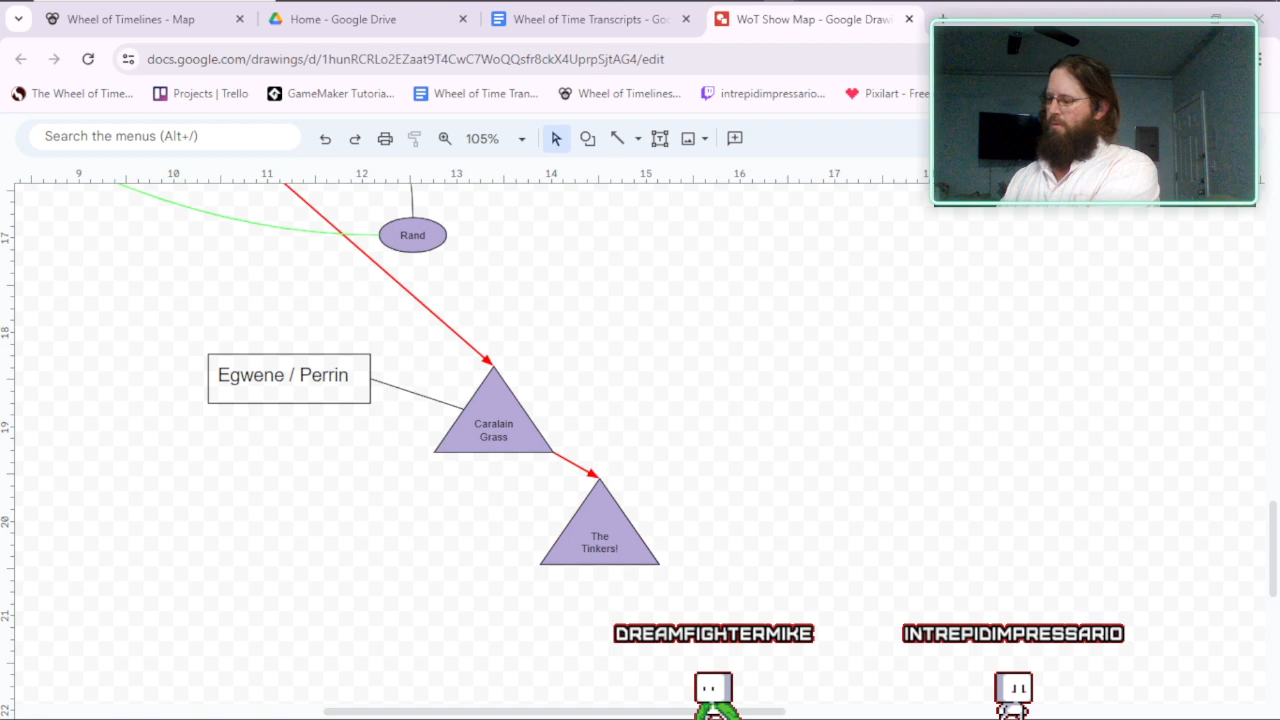 Wheel of Timelines - Map
Home - Google Drive
Wheel of Time Transcripts - Goo
WoT Show Map - Google Drawi
docs.google.com/drawings/d/1hunRCRLo2EZaat9T4CwC7WoQQsfr8ckX4UprpSjtAG4/edit
The Wheel of Time...
Projects | Trello
GameMaker Tutoria...
Wheel of Time Tran...
Wheel of Timelines...
intrepidimpressario...
Pixilart - Free
Search the menus (Alt+/)
105%
9 10 11 12 13 14 15 16 17
17
18
19
20
21
22
Rand
Egwene / Perrin
Caralain
Grass
The
Tinkers!
DREAMFIGHTERMIKE
INTREPIDIMPRESSARIO